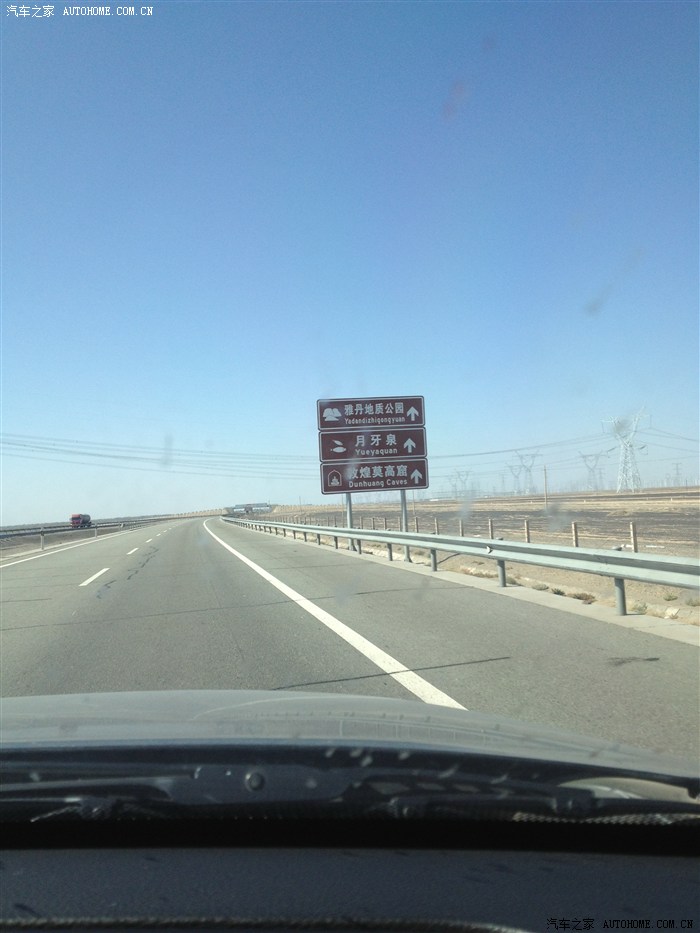 汽车之家 AUTOHOME.COM.CN
雅丹地质公园
Yadandizhigongyuan
月牙泉
Yueyaquan
敦煌莫高窟
Dunhuang Caves
汽车之家 AUTOHOME.COM.CN